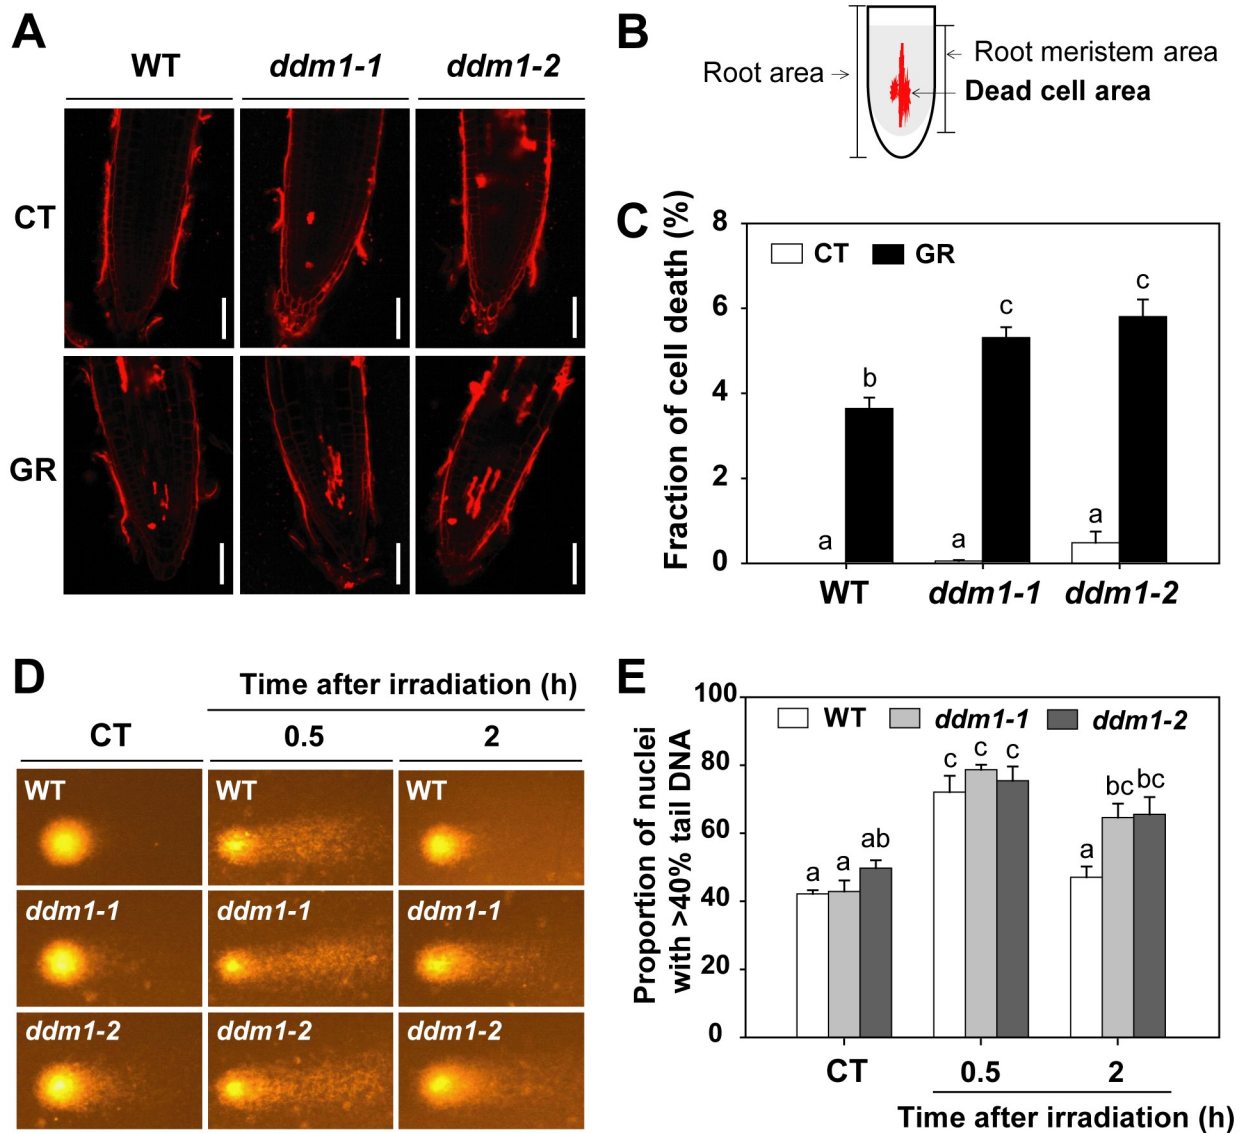 A
WT ddm1-1 ddm1-2
CT
GR
B
Root area
Root meristem area
Dead cell area
C
Fraction of cell death (%)
8
6
4
2
0
CT GR
a b a c a c
WT ddm1-1 ddm1-2
D
Time after irradiation (h)
CT 0.5 2
WT WT WT
ddm1-1 ddm1-1 ddm1-1
ddm1-2 ddm1-2 ddm1-2
E
Proportion of nuclei
with >40% tail DNA
100
80
60
40
20
0
WT ddm1-1 ddm1-2
a a ab c c c a bc bc
CT 0.5 2
Time after irradiation (h)